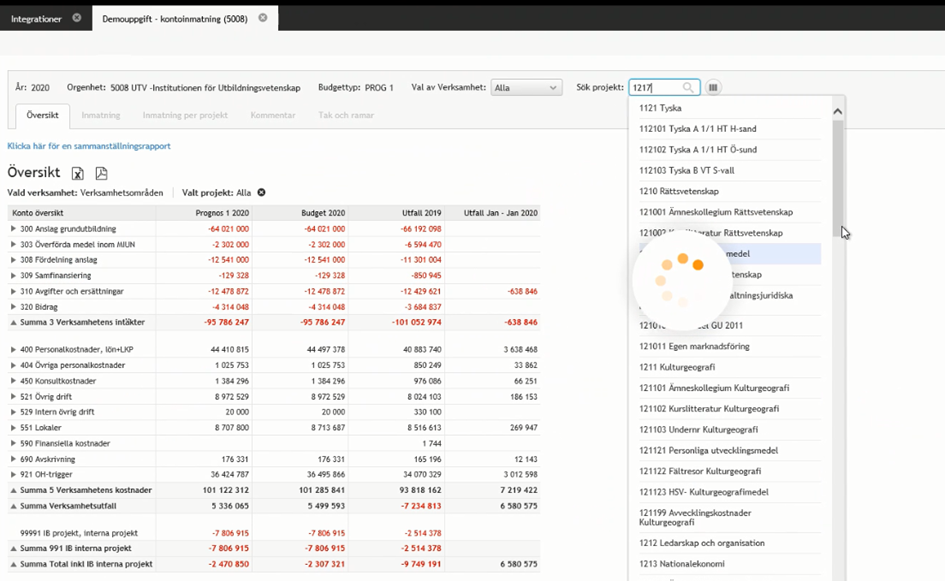 Integrationer
Demouppgift - kontoinmatning (5008)
År: 2020 Orgenhet: 5008 UTV -Institutionen för Utbildningsvetenskap Budgettyp: PROG 1 Val av Verksamhet: Alla Sök projekt: 1217
Översikt Inmatning Inmatning per projekt Kommentar Tak och ramar
Klicka här för en sammanställningsrapport
Översikt
Vald verksamhet: Verksamhetsområden Valt projekt: Alla
Konto översikt Prognos 1 2020 Budget 2020 Utfall 2019 Utfall Jan - Jan 2020
300 Anslag grundutbildning -64 021 000 -64 021 000 -66 192 098
303 Överförda medel inom MIUN -2 302 000 -2 302 000 -6 594 470
308 Fördelning anslag -12 541 000 -12 541 000 -11 301 004
309 Samfinansiering -129 328 -129 328 -850 945
310 Avgifter och ersättningar -12 478 872 -12 478 872 -12 429 621 -638 846
320 Bidrag -4 314 048 -4 314 048 -3 684 837
Summa 3 Verksamhetens intäkter -95 786 247 -95 786 247 -101 052 974 -638 846
400 Personalkostnader, lön+LKP 44 410 815 44 497 378 40 883 740 3 638 468
404 Övriga personalkostnader 1 025 753 1 025 753 850 249 33 862
450 Konsultkostnader 1 384 296 1 384 296 976 086 66 251
521 Övrig drift 8 972 529 8 972 529 8 024 103 186 153
529 Intern övrig drift 20 000 20 000 330 100
551 Lokaler 8 707 800 8 713 687 8 516 613 269 947
590 Finansiella kostnader 1 744
690 Avskrivning 176 331 176 331 165 196 12 143
921 OH-trigger 36 424 787 36 495 866 34 070 329 3 012 598
Summa 5 Verksamhetens kostnader 101 122 312 101 285 841 93 818 162 7 219 422
Summa Verksamhetsutfall 5 336 065 5 499 593 -7 234 813 6 580 575
99991 IB projekt, interna projekt -7 806 915 -7 806 915 -2 514 378
Summa 991 IB interna projekt -7 806 915 -7 806 915 -2 514 378
Summa Total inkl IB interna projekt -2 470 850 -2 307 321 -9 749 191 6 580 575
1121 Tyska
112101 Tyska A 1/1 HT H-sand
112102 Tyska A 1/1 HT Ö-sund
112103 Tyska B VT S-vall
1210 Rättsvetenskap
121001 Ämneskollegium Rättsvetenskap
121002 Kurslitteratur Rättsvetenskap
medel
tenskap
altningsjuridiska
GU 2011
121011 Egen marknadsföring
1211 Kulturgeografi
121101 Ämneskollegium Kulturgeografi
121102 Kurslitteratur Kulturgeografi
121103 Undernr Kulturgeografi
121121 Personliga utvecklingsmedel
121122 Fältresor Kulturgeografi
121123 HSV- Kulturgeografimedel
121199 Avvecklingskostnader
Kulturgeografi
1212 Ledarskap och organisation
1213 Nationalekonomi